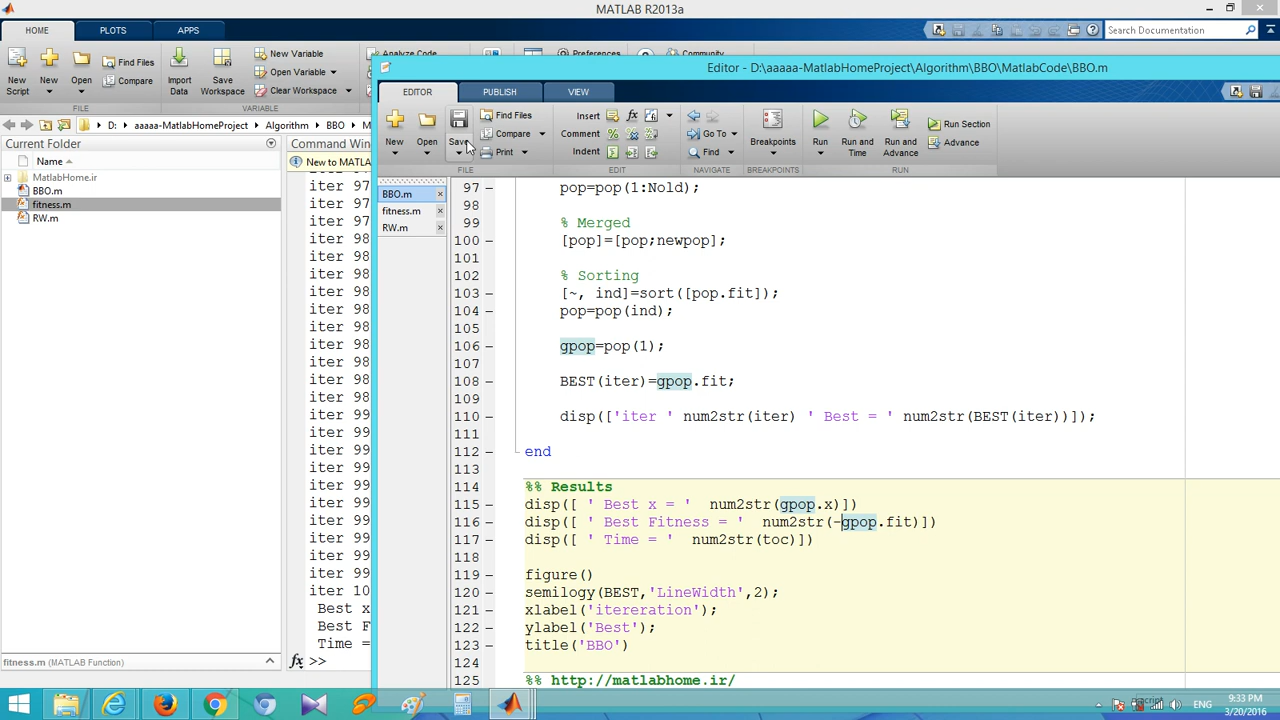 MATLAB R2013a
HOME PLOTS APPS
Search Documentation
New Script
New
Open
Find Files
Compare
Import Data
Save Workspace
New Variable
Open Variable
Clear Workspace
Analyze Code
Preferences
Community
FILE VARIABLE
Editor - D:\aaaaa-MatlabHomeProject\Algorithm\BBO\MatlabCode\BBO.m
EDITOR PUBLISH VIEW
New
Open
Save
Find Files
Compare
Print
Insert
Comment
Indent
Go To
Find
Breakpoints
Run
Run and Time
Run and Advance
Run Section
Advance
FILE EDIT NAVIGATE BREAKPOINTS RUN
D: aaaaa-MatlabHomeProject Algorithm BBO M
Current Folder
Name
MatlabHome.ir
BBO.m
fitness.m
RW.m
fitness.m (MATLAB Function)
Command Win
New to MATLA
iter 97
iter 97
iter 97
iter 98
iter 98
iter 98
iter 98
iter 98
iter 98
iter 98
iter 98
iter 98
iter 98
iter 99
iter 99
iter 99
iter 99
iter 99
iter 99
iter 99
iter 99
iter 99
iter 99
iter 10
Best x
Best F
Time =
fx >>
BBO.m
fitness.m
RW.m
97 pop=pop(1:Nold);
98
99 % Merged
100 [pop]=[pop;newpop];
101
102 % Sorting
103 [~, ind]=sort([pop.fit]);
104 pop=pop(ind);
105
106 gpop=pop(1);
107
108 BEST(iter)=gpop.fit;
109
110 disp(['iter ' num2str(iter) ' Best = ' num2str(BEST(iter))]);
111
112 end
113
114 %% Results
115 disp([ ' Best x = ' num2str(gpop.x)])
116 disp([ ' Best Fitness = ' num2str(-gpop.fit)])
117 disp([ ' Time = ' num2str(toc)])
118
119 figure()
120 semilogy(BEST,'LineWidth',2);
121 xlabel('itereration');
122 ylabel('Best');
123 title('BBO')
124
125 %% http://matlabhome.ir/
script
ENG
9:33 PM
3/20/2016